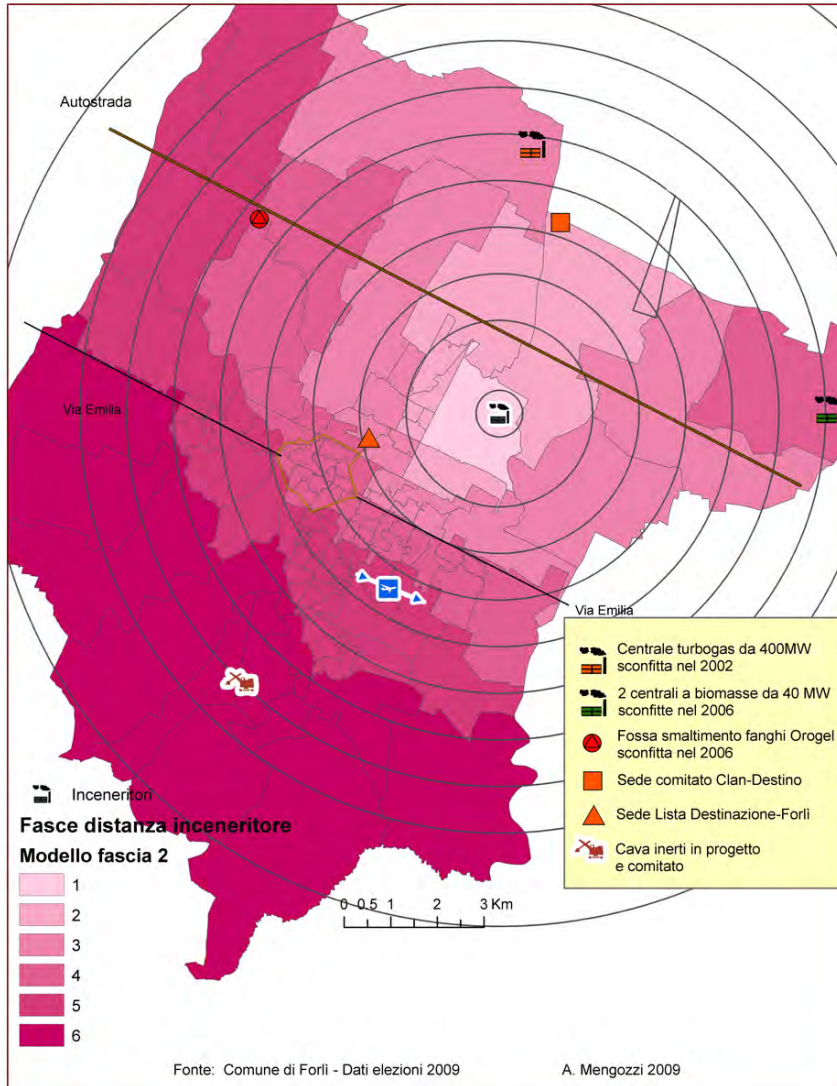 Autostrada
Via Emilia
Via Emilia
Centrale turbogas da 400MW
sconfitta nel 2002
2 centrali a biomasse da 40 MW
sconfitte nel 2006
Fossa smaltimento fanghi Orogel
sconfitta nel 2006
Sede comitato Clan-Destino
Sede Lista Destinazione-Forlì
Cava inerti in progetto
e comitato
Inceneritori
Fasce distanza inceneritore
Modello fascia 2
1
2
3
4
5
6
0 0.5 1 2 3 Km
Fonte: Comune di Forlì - Dati elezioni 2009 A. Mengozzi 2009